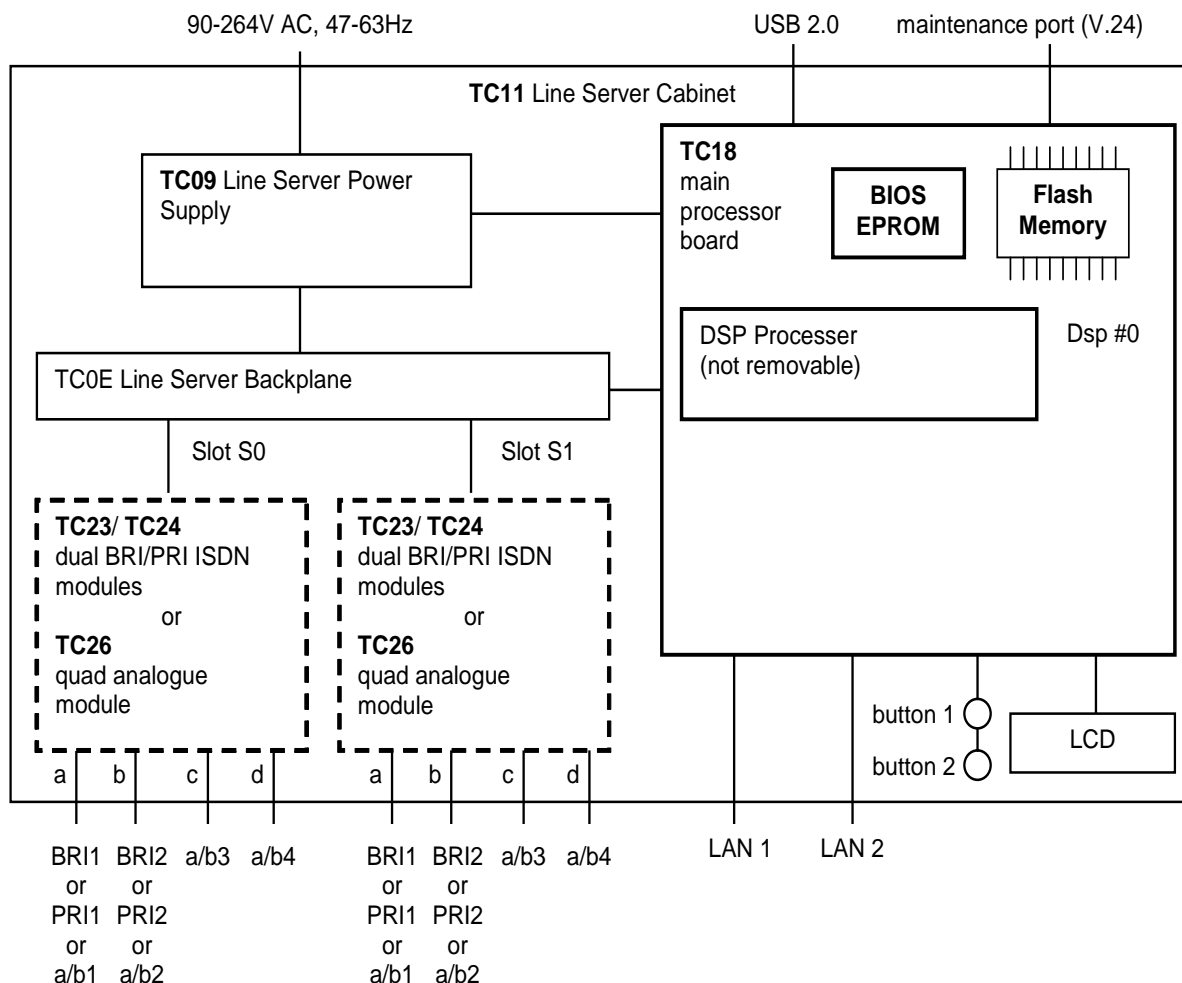 90-264V AC, 47-63Hz
USB 2.0
maintenance port (V.24)
TC11 Line Server Cabinet
TC09 Line Server Power
Supply
TC18
main
processor
board
BIOS
EPROM
Flash
Memory
DSP Processer
(not removable)
Dsp #0
TC0E Line Server Backplane
Slot S0
Slot S1
TC23/ TC24
dual BRI/PRI ISDN
modules
or
TC26
quad analogue
module
TC23/ TC24
dual BRI/PRI ISDN
modules
or
TC26
quad analogue
module
button 1
button 2
LCD
a b c d
a b c d
BRI1 BRI2 a/b3 a/b4
or or
PRI1 PRI2
or or
a/b1 a/b2
BRI1 BRI2 a/b3 a/b4
or or
PRI1 PRI2
or or
a/b1 a/b2
LAN 1
LAN 2